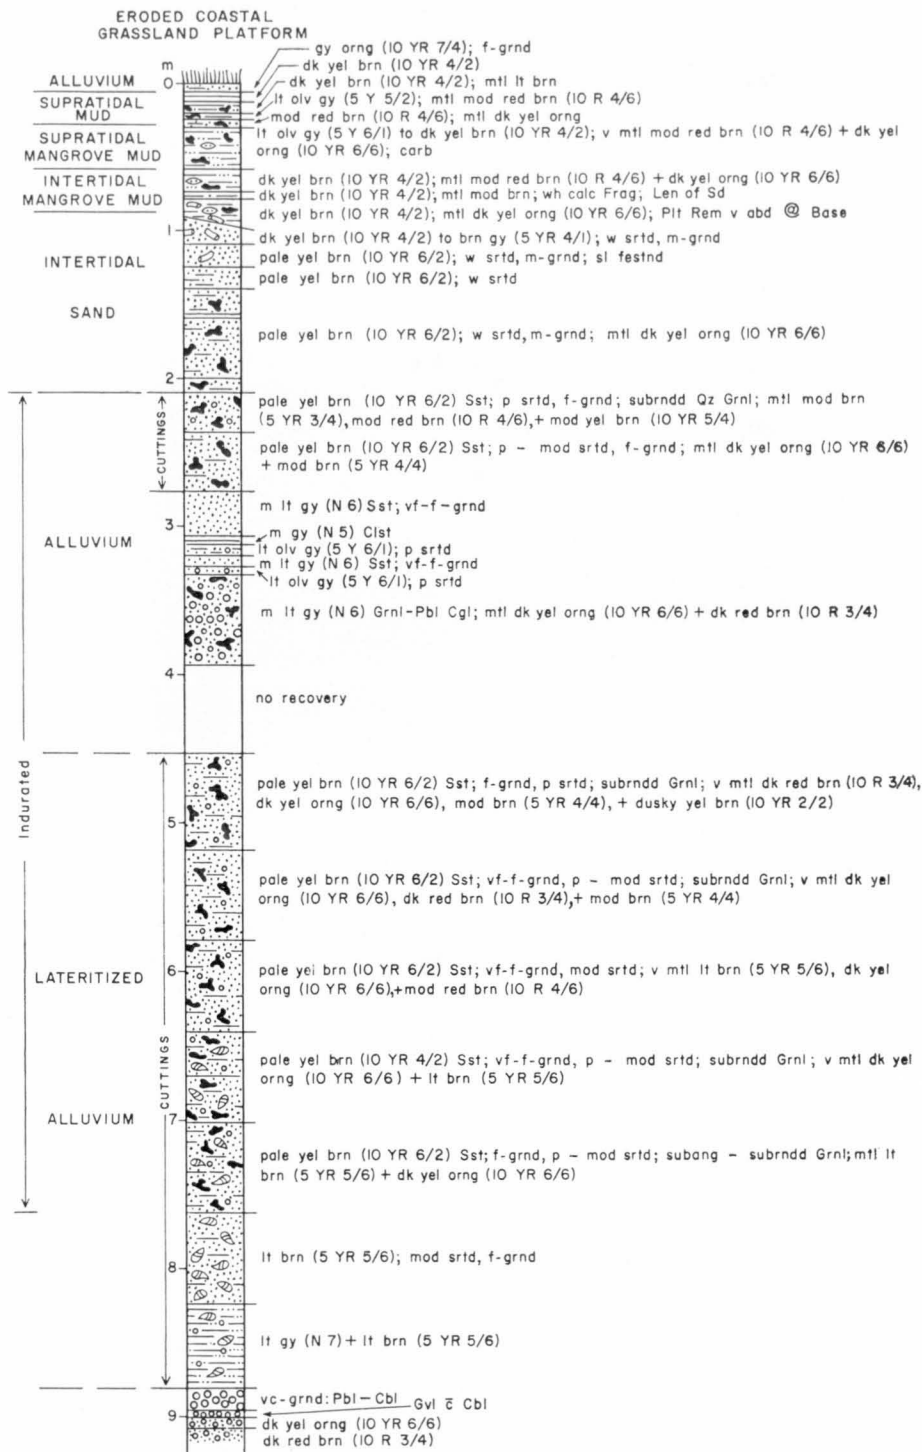 ERODED COASTAL
GRASSLAND PLATFORM
m
0
1
2
3
4
5
6
7
8
9
ALLUVIUM
SUPRATIDAL
MUD
SUPRATIDAL
MANGROVE MUD
INTERTIDAL
MANGROVE MUD
INTERTIDAL
SAND
CUTTINGS
ALLUVIUM
Indurated
LATERITIZED
ALLUVIUM
CUTTINGS
gy orng (10 YR 7/4); f-grnd
dk yel brn (10 YR 4/2)
dk yel brn (10 YR 4/2); mtl lt brn
lt olv gy (5 Y 5/2); mtl mod red brn (10 R 4/6)
mod red brn (10 R 4/6); mtl dk yel orng
lt olv gy (5 Y 6/1) to dk yel brn (10 YR 4/2); v mtl mod red brn (10 R 4/6) + dk yel
orng (10 YR 6/6); carb
dk yel brn (10 YR 4/2); mtl mod red brn (10 R 4/6) + dk yel orng (10 YR 6/6)
dk yel brn (10 YR 4/2); mtl mod brn; wh calc Frag; Len of Sd
dk yel brn (10 YR 4/2); mtl dk yel orng (10 YR 6/6); Plt Rem v abd @ Base
dk yel brn (10 YR 4/2) to brn gy (5 YR 4/1); w srtd, m-grnd
pale yel brn (10 YR 6/2); w srtd, m-grnd; sl festnd
pale yel brn (10 YR 6/2); w srtd
pale yel brn (10 YR 6/2); w srtd, m-grnd; mtl dk yel orng (10 YR 6/6)
pale yel brn (10 YR 6/2) Sst; p srtd, f-grnd; subrndd Qz Grnl; mtl mod brn
(5 YR 3/4), mod red brn (10 R 4/6), + mod yel brn (10 YR 5/4)
pale yel brn (10 YR 6/2) Sst; p – mod srtd, f-grnd; mtl dk yel orng (10 YR 6/6)
+ mod brn (5 YR 4/4)
m lt gy (N 6) Sst; vf-f-grnd
m gy (N 5) Clst
lt olv gy (5 Y 6/1); p srtd
m lt gy (N 6) Sst; vf-f-grnd
lt olv gy (5 Y 6/1); p srtd
m lt gy (N 6) Grnl-Pbl Cgl; mtl dk yel orng (10 YR 6/6) + dk red brn (10 R 3/4)
no recovery
pale yel brn (10 YR 6/2) Sst; f-grnd, p srtd; subrndd Grnl; v mtl dk red brn (10 R 3/4),
dk yel orng (10 YR 6/6), mod brn (5 YR 4/4), + dusky yel brn (10 YR 2/2)
pale yel brn (10 YR 6/2) Sst; vf-f-grnd, p – mod srtd; subrndd Grnl; v mtl dk yel
orng (10 YR 6/6), dk red brn (10 R 3/4), + mod brn (5 YR 4/4)
pale yel brn (10 YR 6/2) Sst; vf-f-grnd, mod srtd; v mtl lt brn (5 YR 5/6), dk yel
orng (10 YR 6/6), + mod red brn (10 R 4/6)
pale yel brn (10 YR 4/2) Sst; vf-f-grnd, p – mod srtd; subrndd Grnl; v mtl dk yel
orng (10 YR 6/6) + lt brn (5 YR 5/6)
pale yel brn (10 YR 6/2) Sst; f-grnd, p – mod srtd; subang – subrndd Grnl; mtl lt
brn (5 YR 5/6) + dk yel orng (10 YR 6/6)
lt brn (5 YR 5/6); mod srtd, f-grnd
lt gy (N 7) + lt brn (5 YR 5/6)
vc-grnd: Pbl–Cbl
Gvl c̄ Cbl
dk yel orng (10 YR 6/6)
dk red brn (10 R 3/4)